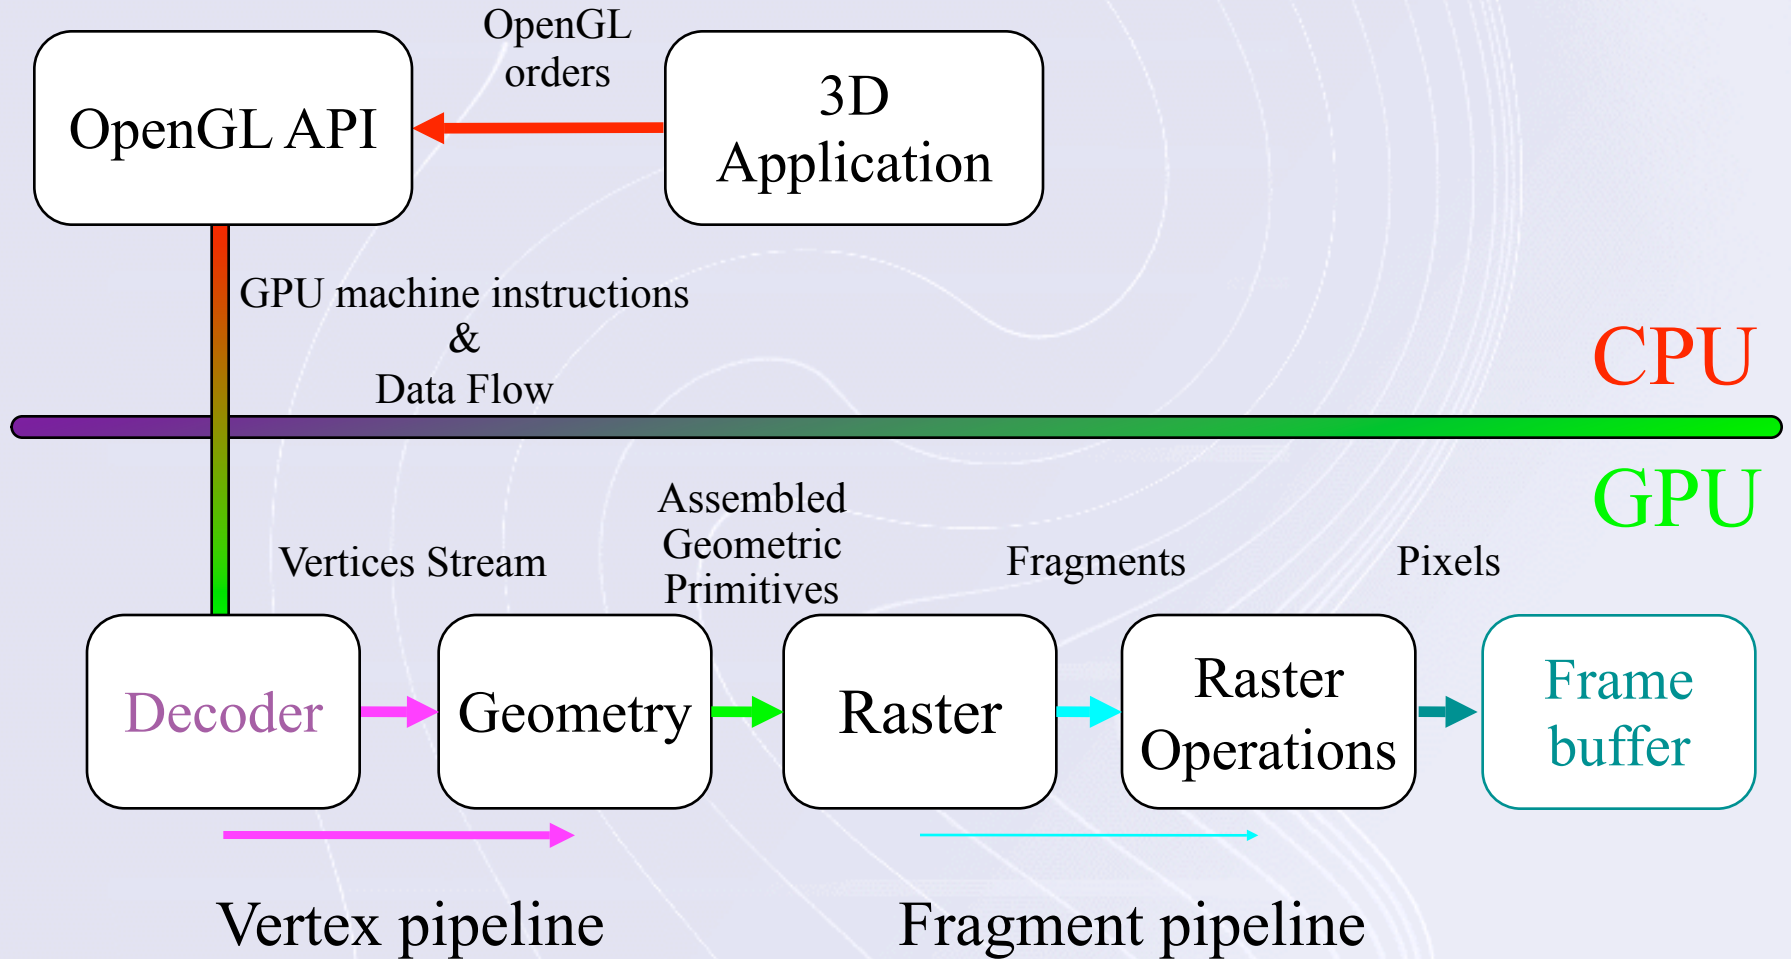 OpenGL API
OpenGL
orders
3D
Application
GPU machine instructions
&
Data Flow
CPU
GPU
Vertices Stream
Assembled
Geometric
Primitives
Fragments
Pixels
Decoder
Geometry
Raster
Raster
Operations
Frame
buffer
Vertex pipeline
Fragment pipeline